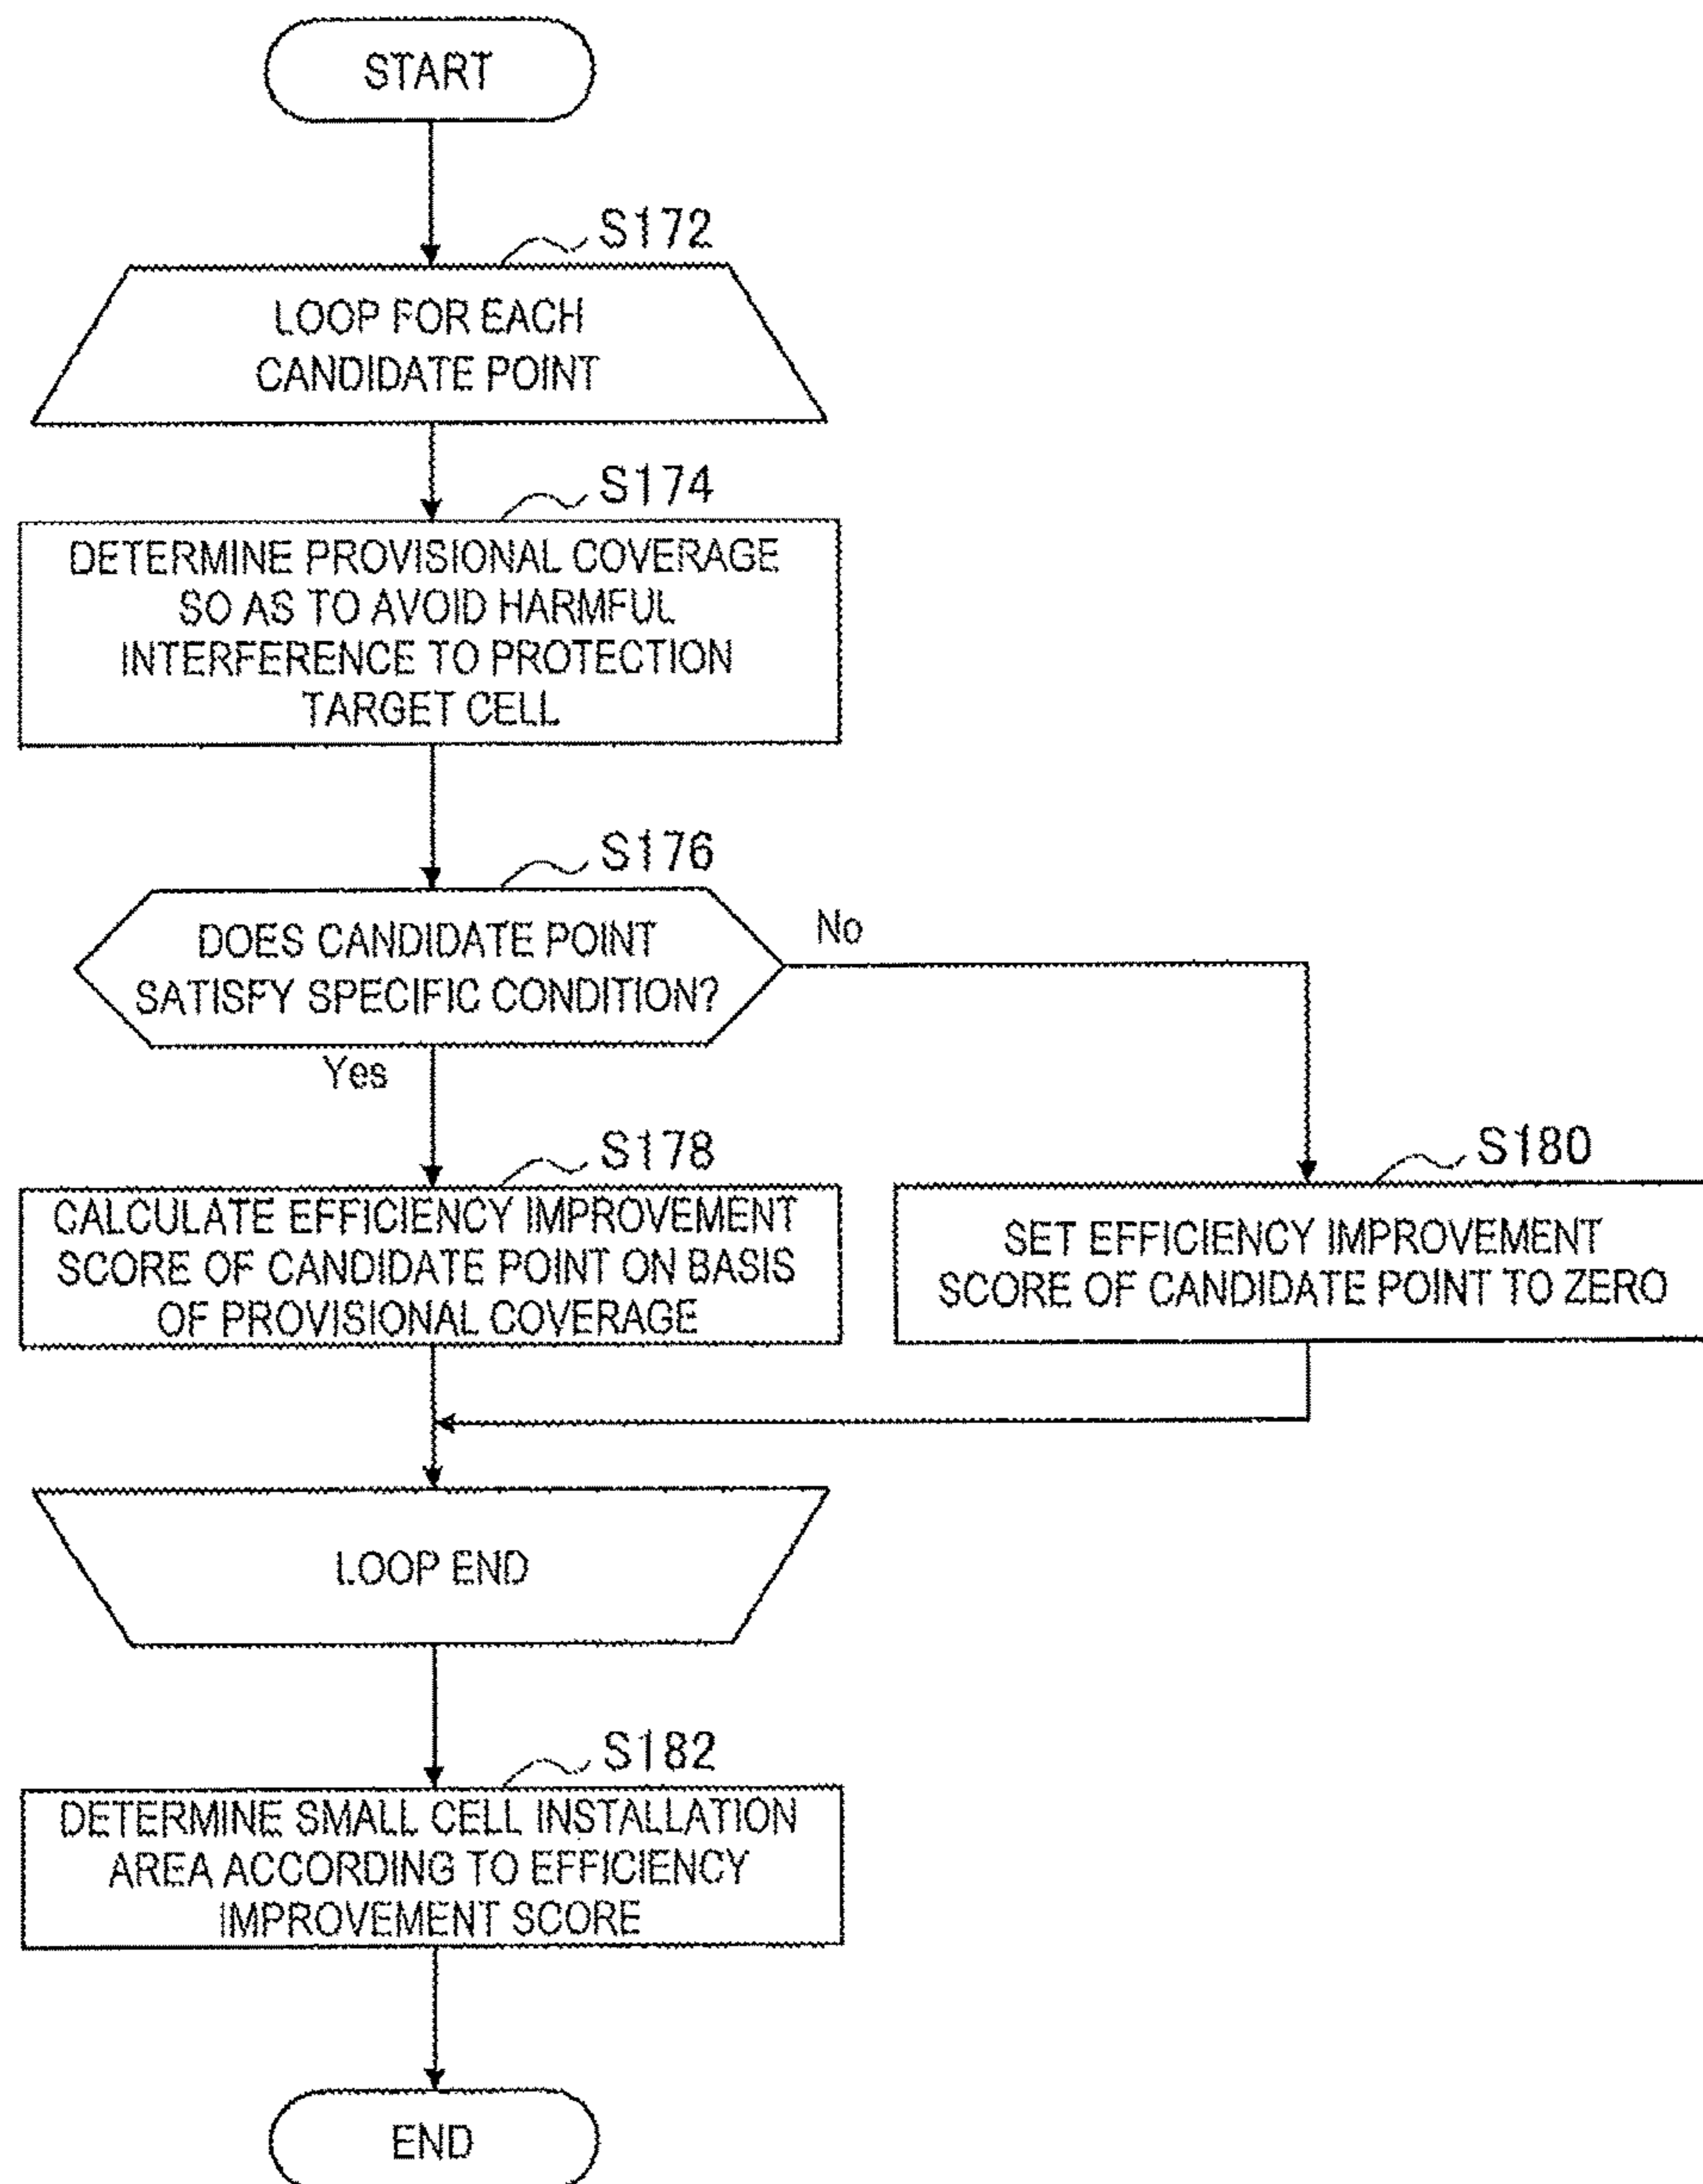 START
S172
LOOP FOR EACH
CANDIDATE POINT
S174
DETERMINE PROVISIONAL COVERAGE
SO AS TO AVOID HARMFUL
INTERFERENCE TO PROTECTION
TARGET CELL
S176
DOES CANDIDATE POINT
SATISFY SPECIFIC CONDITION?
No
Yes
S178
CALCULATE EFFICIENCY IMPROVEMENT
SCORE OF CANDIDATE POINT ON BASIS
OF PROVISIONAL COVERAGE
S180
SET EFFICIENCY IMPROVEMENT
SCORE OF CANDIDATE POINT TO ZERO
LOOP END
S182
DETERMINE SMALL CELL INSTALLATION
AREA ACCORDING TO EFFICIENCY
IMPROVEMENT SCORE
END